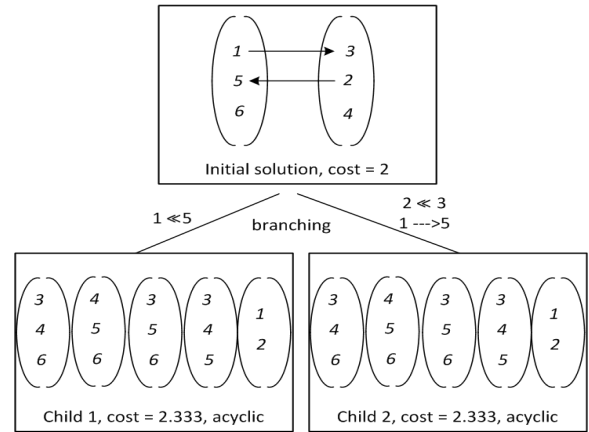 1 3
5 2
6 4
Initial solution, cost = 2
1 ≪5
branching
2 ≪ 3
1 --->5
3 4 3 3 1
4 5 5 4 2
6 6 6 5
Child 1, cost = 2.333, acyclic
3 4 3 3 1
4 5 5 4 2
6 6 6 5
Child 2, cost = 2.333, acyclic